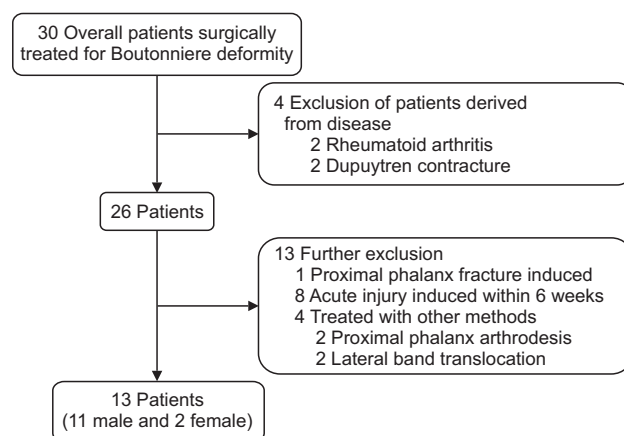 30 Overall patients surgically
treated for Boutonniere deformity
4 Exclusion of patients derived
from disease
2 Rheumatoid arthritis
2 Dupuytren contracture
26 Patients
13 Further exclusion
1 Proximal phalanx fracture induced
8 Acute injury induced within 6 weeks
4 Treated with other methods
2 Proximal phalanx arthrodesis
2 Lateral band translocation
13 Patients
(11 male and 2 female)